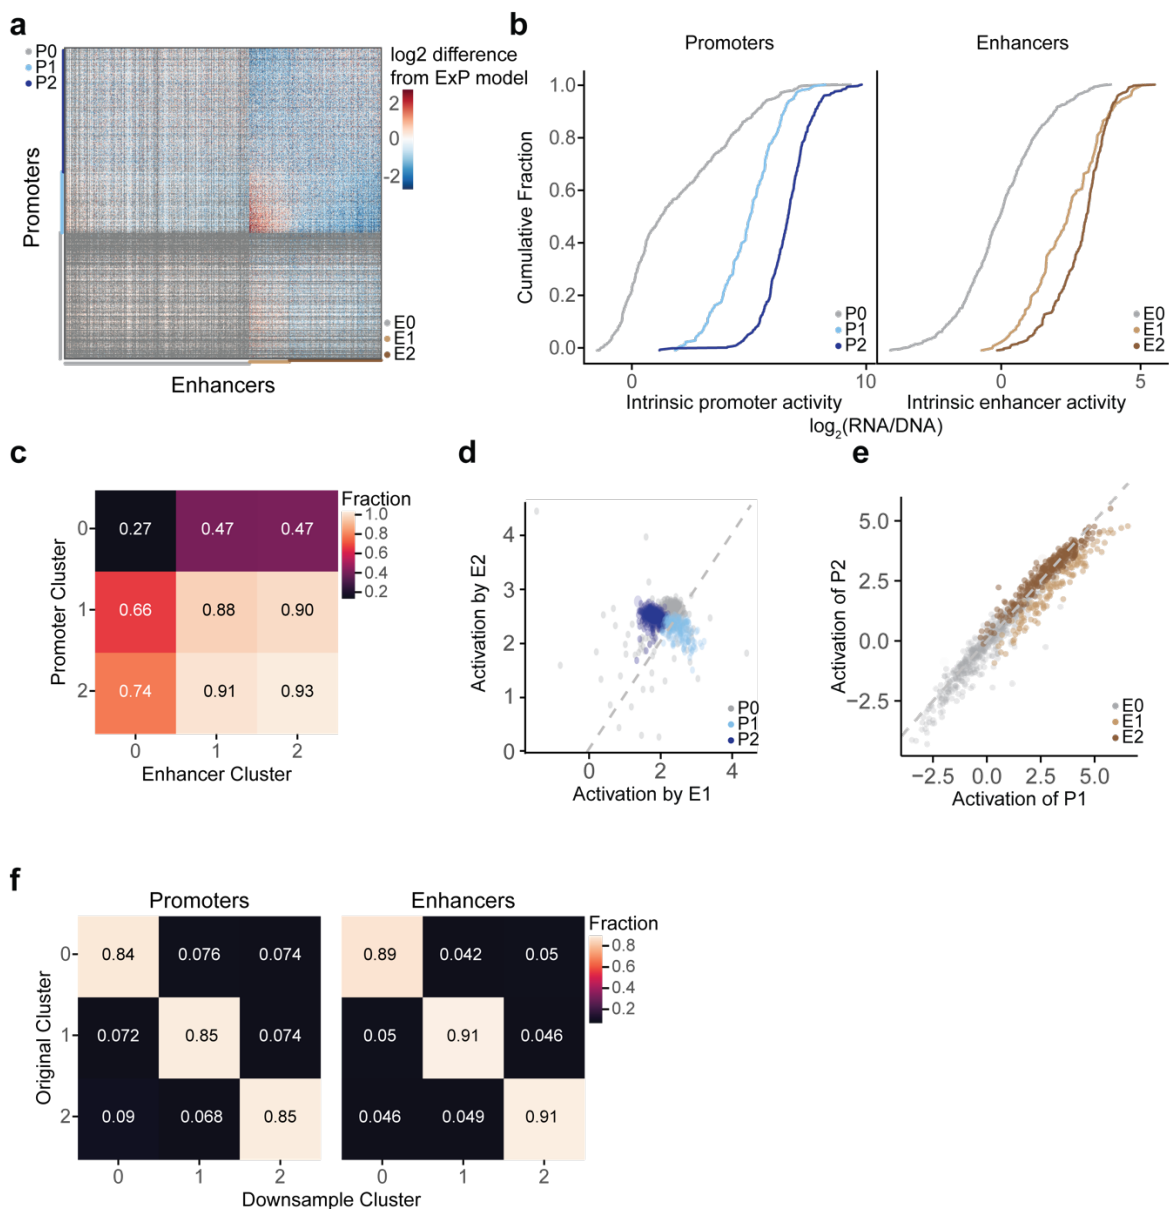 a
P0
P1
P2
log2 difference
from ExP model
2
0
-2
Promoters
E0
E1
E2
Enhancers
b
Promoters
Enhancers
Cumulative Fraction
1.0
0.8
0.6
0.4
0.2
0.0
P0
P1
P2
E0
E1
E2
0
10
0
5
Intrinsic promoter activity
Intrinsic enhancer activity
log2(RNA/DNA)
c
Fraction
1.0
0.8
0.6
0.4
0.2
Promoter Cluster
0
0.27
0.47
0.47
1
0.66
0.88
0.90
2
0.74
0.91
0.93
0
1
2
Enhancer Cluster
d
Activation by E2
4
3
2
1
0
P0
P1
P2
0
2
4
Activation by E1
e
Activation of P2
5.0
2.5
0.0
−2.5
E0
E1
E2
−2.5
0.0
2.5
5.0
Activation of P1
f
Promoters
Enhancers
Fraction
0.8
0.6
0.4
0.2
Original Cluster
0
0.84
0.076
0.074
0.89
0.042
0.05
1
0.072
0.85
0.074
0.05
0.91
0.046
2
0.09
0.068
0.85
0.046
0.049
0.91
0
1
2
0
1
2
Downsample Cluster